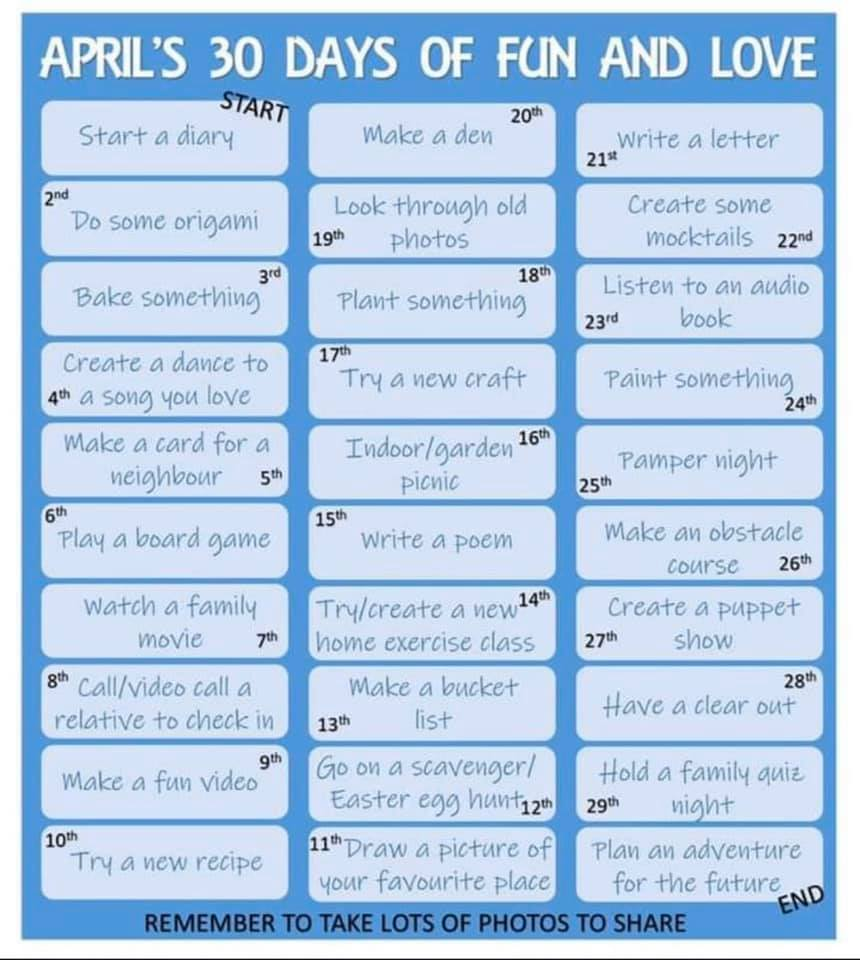 APRIL'S 30 DAYS OF FUN AND LOVE
START
Start a diary
2nd
Do some origami
3rd
Bake something
Create a dance to
4th a song you love
Make a card for a
neighbour 5th
6th
Play a board game
Watch a family
movie 7th
8th Call/video call a
relative to check in
9th
Make a fun video
10th
Try a new recipe
11th Draw a picture of
your favourite place
Go on a scavenger/
Easter egg hunt 12th
Make a bucket
13th list
Try/create a new 14th
home exercise class
15th
Write a poem
Indoor/garden 16th
picnic
17th
Try a new craft
18th
Plant something
Look through old
19th photos
20th
Make a den
Write a letter
21st
Create some
mocktails 22nd
Listen to an audio
23rd book
Paint something
24th
Pamper night
25th
Make an obstacle
course 26th
Create a puppet
27th show
28th
Have a clear out
Hold a family quiz
29th night
Plan an adventure
for the future
END
REMEMBER TO TAKE LOTS OF PHOTOS TO SHARE